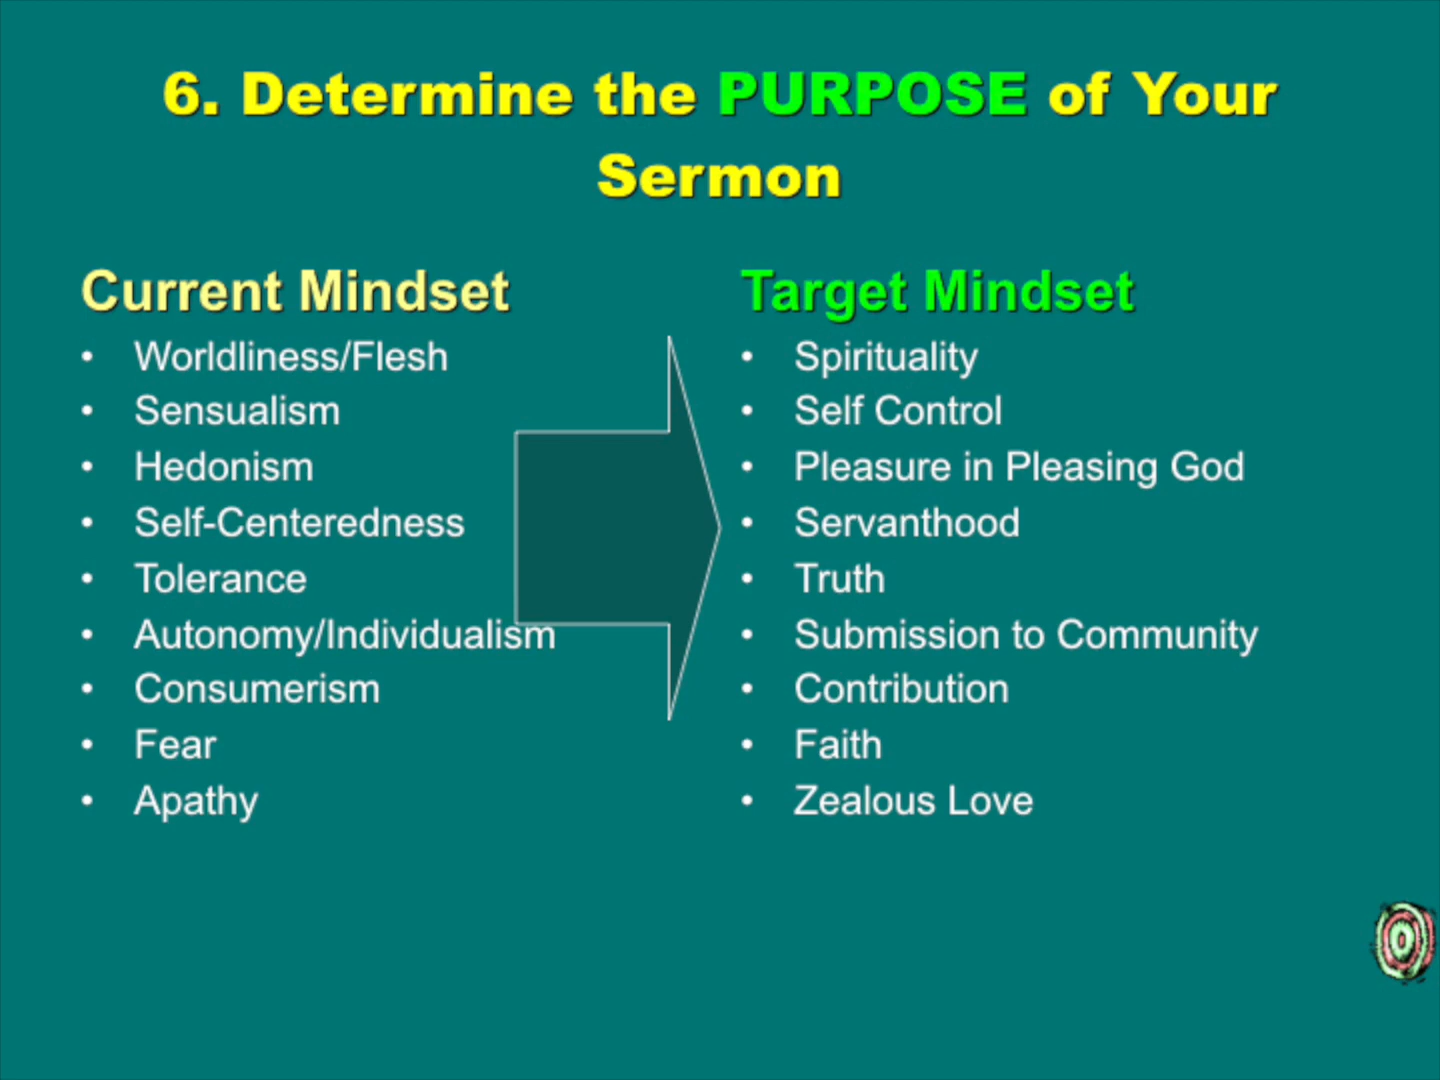 6. Determine the PURPOSE of Your
Sermon
Current Mindset
• Worldliness/Flesh
• Sensualism
• Hedonism
• Self-Centeredness
• Tolerance
• Autonomy/Individualism
• Consumerism
• Fear
• Apathy
Target Mindset
• Spirituality
• Self Control
• Pleasure in Pleasing God
• Servanthood
• Truth
• Submission to Community
• Contribution
• Faith
• Zealous Love